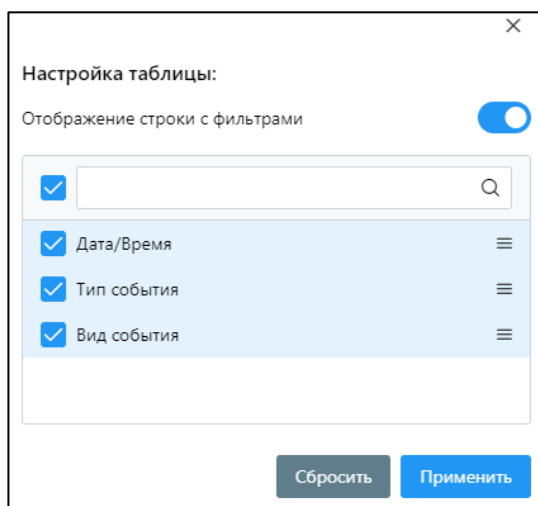 Настройка таблицы:
Отображение строки с фильтрами
Дата/Время
Тип события
Вид события
Сбросить Применить